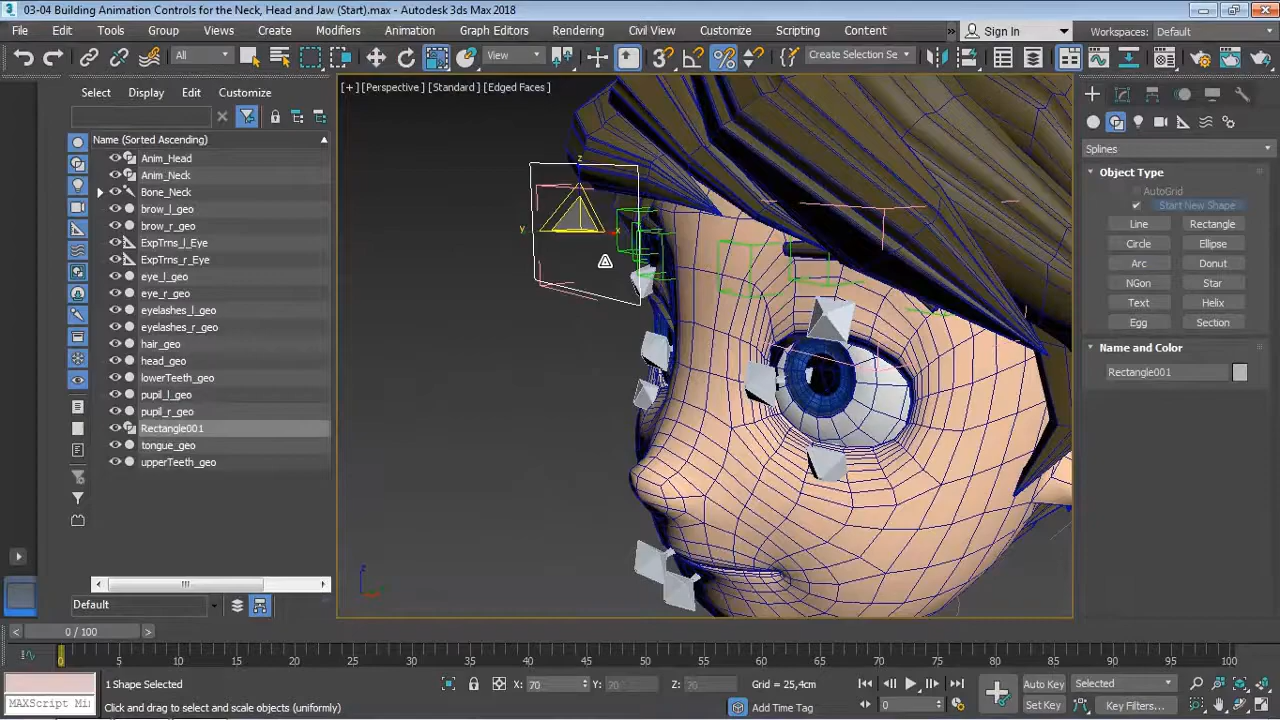 03-04 Building Animation Controls for the Neck, Head and Jaw (Start).max - Autodesk 3ds Max 2018
File Edit Tools Group Views Create Modifiers Animation Graph Editors Rendering Civil View Customize Scripting Content » Sign In Workspaces: Default
All View Create Selection Se
Select Display Edit Customize
[+] [Perspective] [Standard] [Edged Faces]
Name (Sorted Ascending)
Anim_Head
Anim_Neck
Bone_Neck
brow_l_geo
brow_r_geo
ExpTrns_l_Eye
ExpTrns_r_Eye
eye_l_geo
eye_r_geo
eyelashes_l_geo
eyelashes_r_geo
hair_geo
head_geo
lowerTeeth_geo
pupil_l_geo
pupil_r_geo
Rectangle001
tongue_geo
upperTeeth_geo
Default
z
y
x
z
Splines
Object Type
AutoGrid
Start New Shape
Line Rectangle
Circle Ellipse
Arc Donut
NGon Star
Text Helix
Egg Section
Name and Color
Rectangle001
0 / 100
0 5 10 15 20 25 30 35 40 45 50 55 60 65 70 75 80 85 90 95 100
1 Shape Selected X: 70 Y: 70 Z: 70 Grid = 25,4cm Auto Key Selected
MAXScript Mi Click and drag to select and scale objects (uniformly) Add Time Tag 0 Set Key Key Filters...